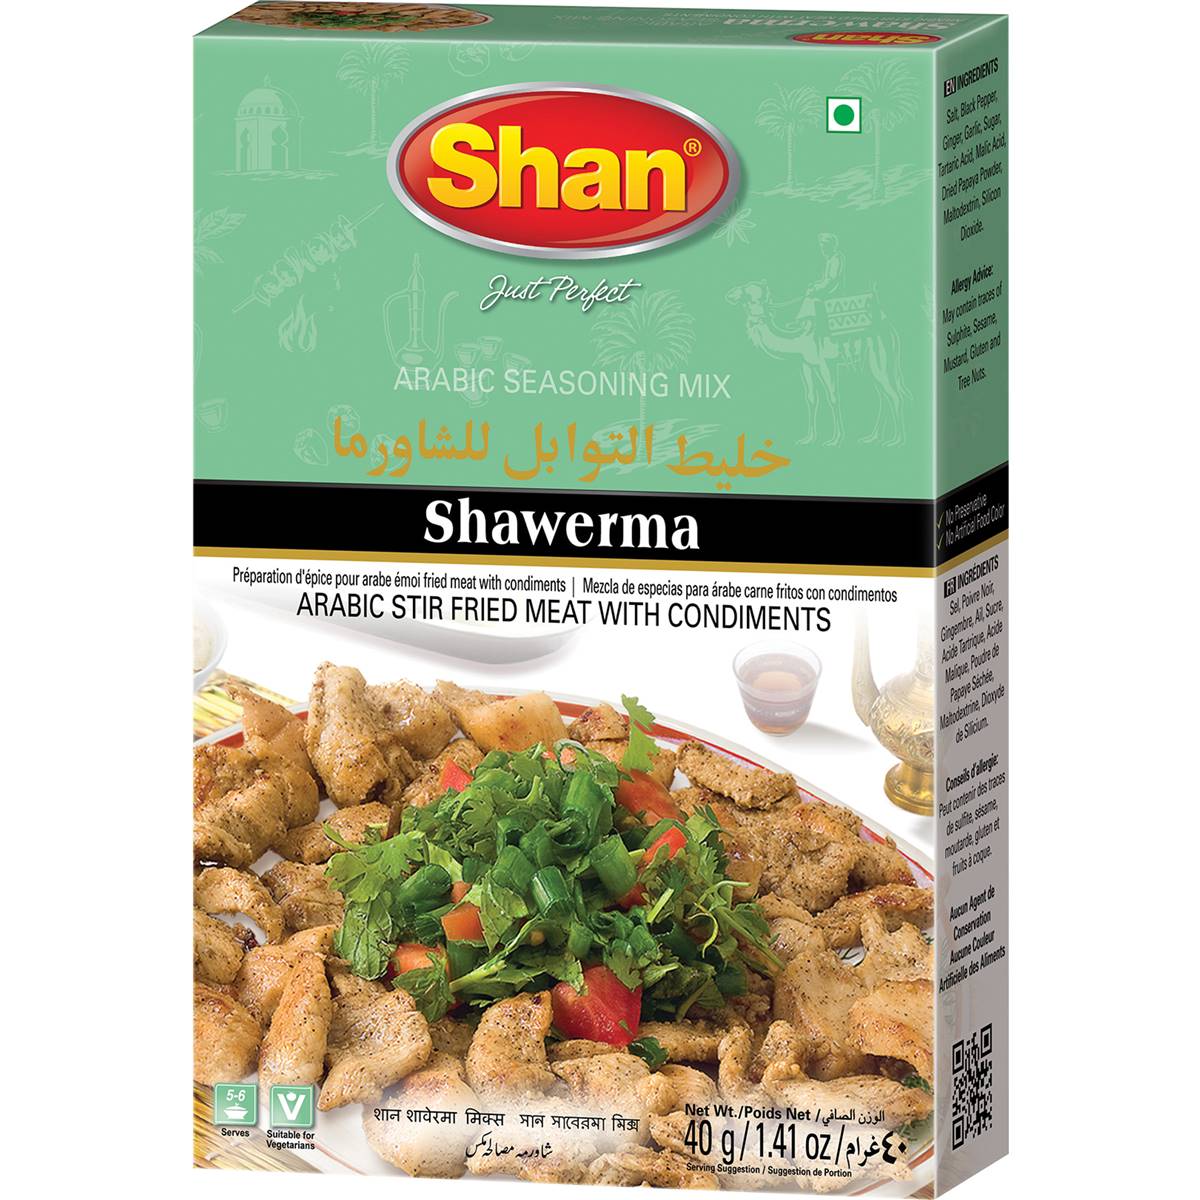 Shan®
Just Perfect
ARABIC SEASONING MIX
خليط التوابل للشاورما
Shawerma
Préparation d'épice pour arabe émoi fried meat with condiments | Mezcla de especias para árabe carne fritos con condimentos
ARABIC STIR FRIED MEAT WITH CONDIMENTS
5-6
Serves
V
Suitable for
Vegetarians
शान शावेरमा मिक्स সান সাবেরমা মিক্স
شاورمہ مصالحہ مکس
Net Wt./Poids Net / الوزن الصافي
40 g/1.41 oz/٤٠ غرام
Serving Suggestion / Suggestion de Portion
Shawerma
Shan
EN INGREDIENTS
Salt, Black Pepper,
Ginger, Garlic, Sugar,
Tartaric Acid, Malic Acid,
Dried Papaya Powder,
Maltodextrin, Silicon
Dioxide.
Allergy Advice:
May contain traces of
Sulphite, Sesame,
Mustard, Gluten and
Tree Nuts.
✓ No Preservative
✓ No Artificial Food Color
FR INGRÉDIENTS
Sel, Poivre Noir,
Gingembre, Ail, Sucre,
Acide Tartrique, Acide
Malique, Poudre de
Papaye Séchée,
Maltodextrine, Dioxyde
de Silicium.
Conseils d'allergie:
Peut contenir des traces
de sulfite, sésame,
moutarde, gluten et
fruits à coque.
Aucun Agent de
Conservation
Aucune Couleur
Artificielle des Aliments